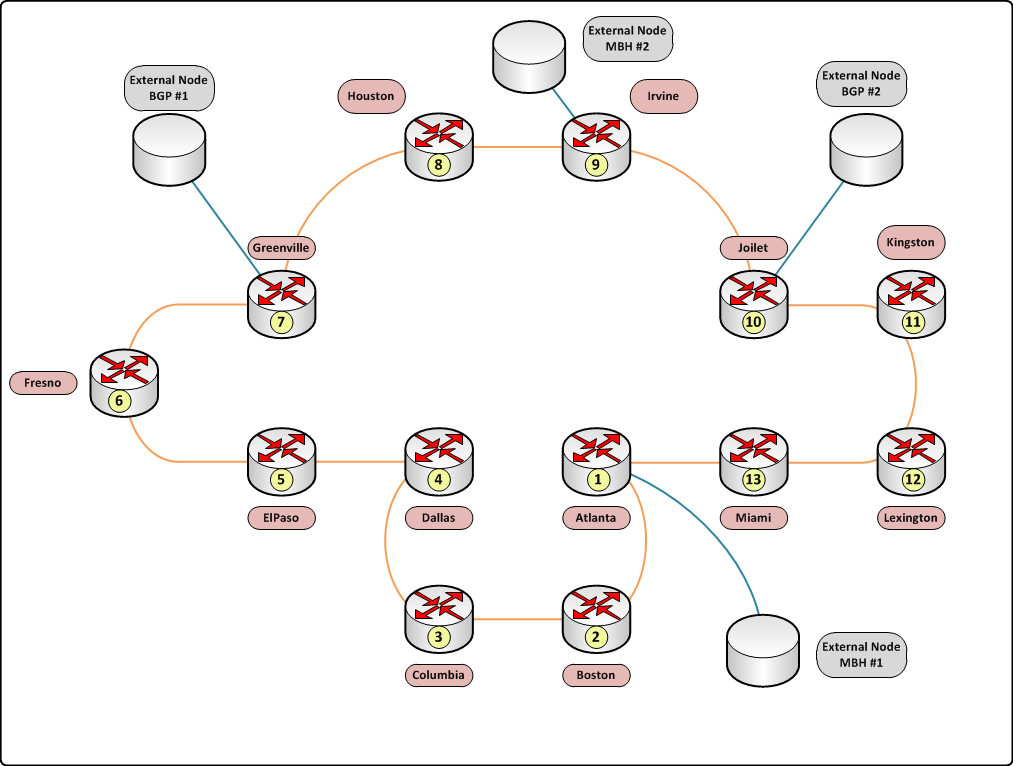 External Node
MBH #2
External Node
BGP #1
External Node
BGP #2
Houston
Irvine
8
9
Greenville
Joilet
Kingston
7
10
11
Fresno
6
5
4
1
13
12
ElPaso
Dallas
Atlanta
Miami
Lexington
3
2
External Node
MBH #1
Columbia
Boston